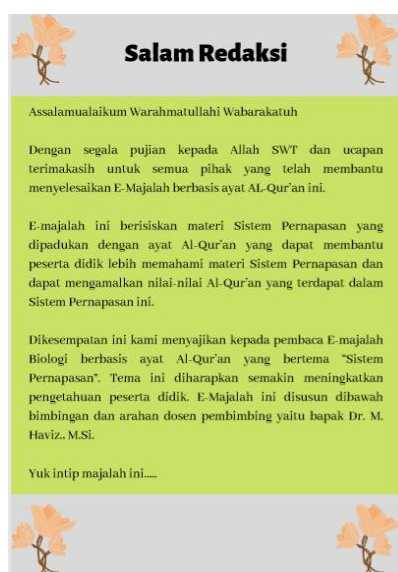 Salam Redaksi
Assalamualaikum Warahmatullahi Wabarakatuh
Dengan segala pujian kepada Allah SWT dan ucapan
terimakasih untuk semua pihak yang telah membantu
menyelesaikan E-Majalah berbasis ayat AL-Qur'an ini.
E-majalah ini berisiskan materi Sistem Pernapasan yang
dipadukan dengan ayat Al-Qur'an yang dapat membantu
peserta didik lebih memahami materi Sistem Pernapasan dan
dapat mengamalkan nilai-nilai Al-Qur'an yang terdapat dalam
Sistem Pernapasan ini.
Dikesempatan ini kami menyajikan kepada pembaca E-majalah
Biologi berbasis ayat Al-Qur'an yang bertema "Sistem
Pernapasan". Tema ini diharapkan semakin meningkatkan
pengetahuan peserta didik. E-Majalah ini disusun dibawah
bimbingan dan arahan dosen pembimbing yaitu bapak Dr. M.
Haviz., M.Si.
Yuk intip majalah ini.....